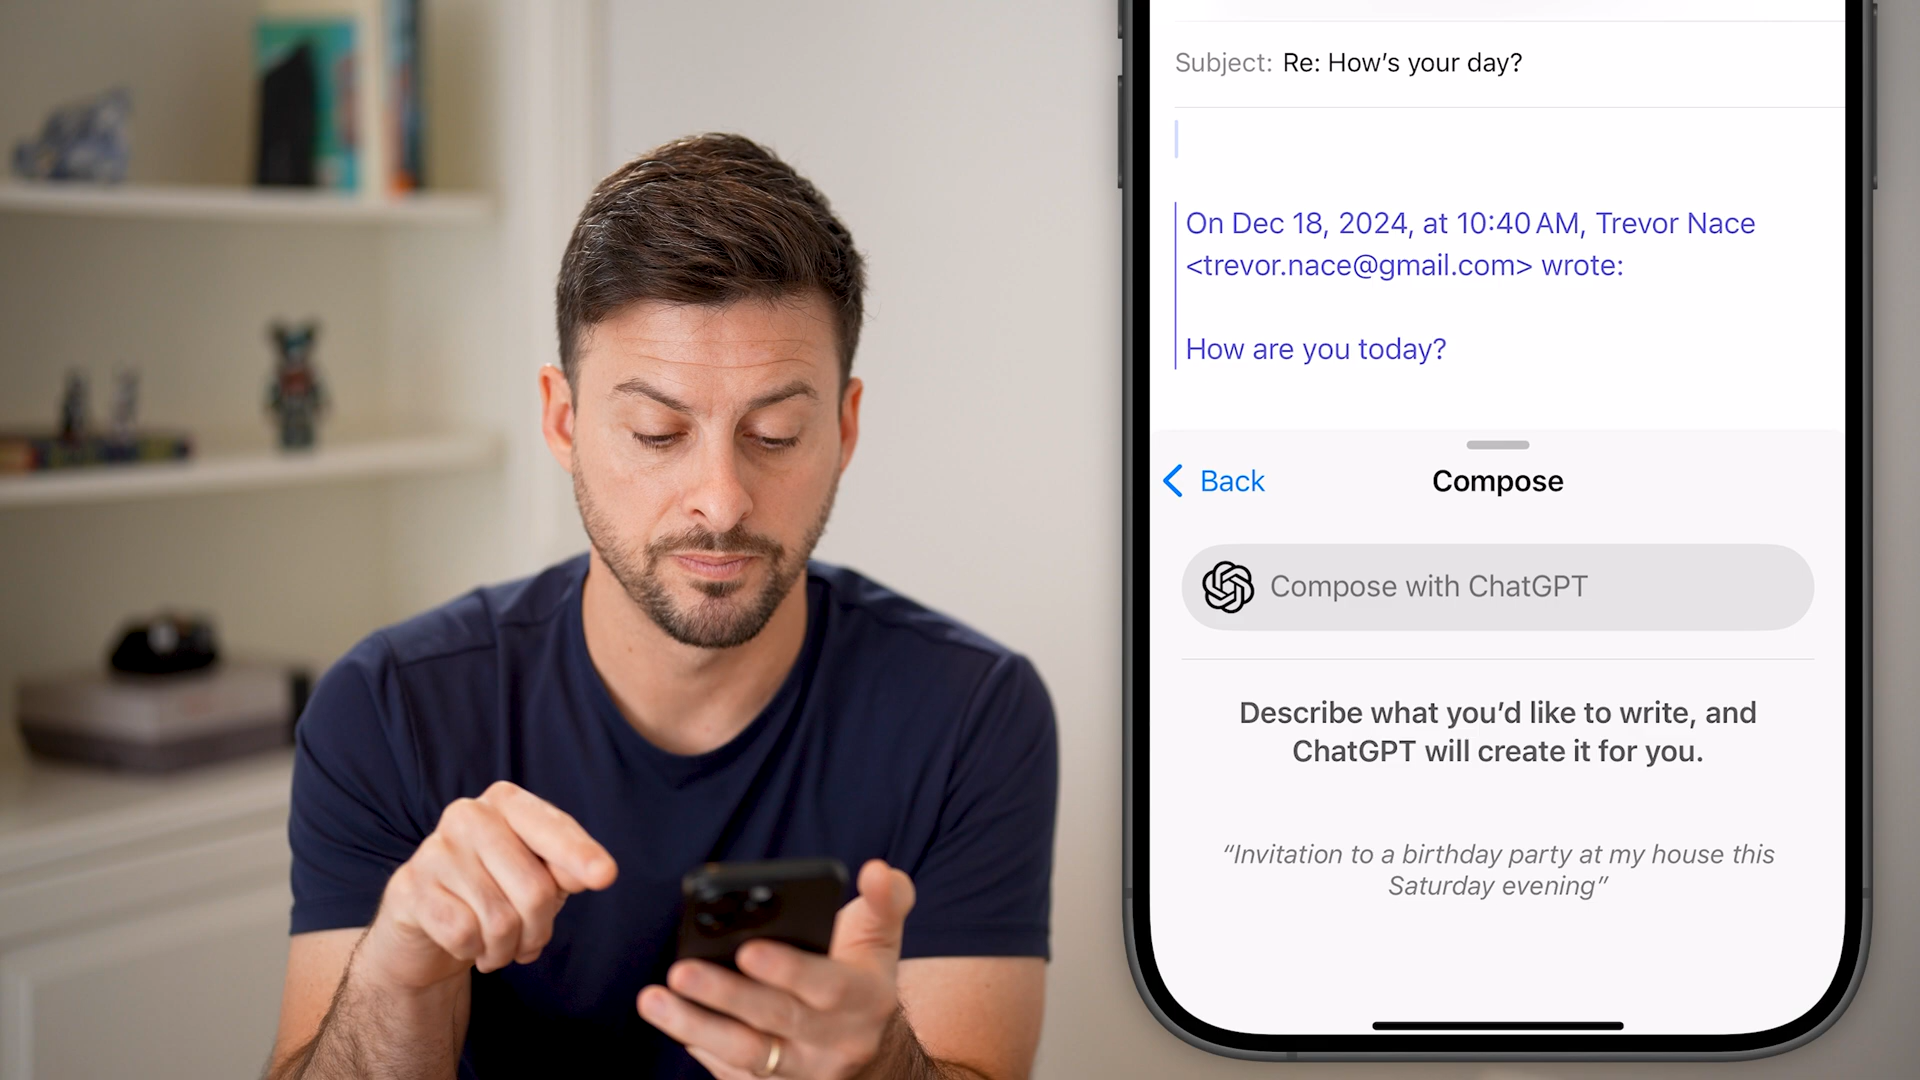 Subject: Re: How’s your day?
On Dec 18, 2024, at 10:40 AM, Trevor Nace
<trevor.nace@gmail.com> wrote:
How are you today?
Back
Compose
Compose with ChatGPT
Describe what you’d like to write, and
ChatGPT will create it for you.
“Invitation to a birthday party at my house this
Saturday evening”